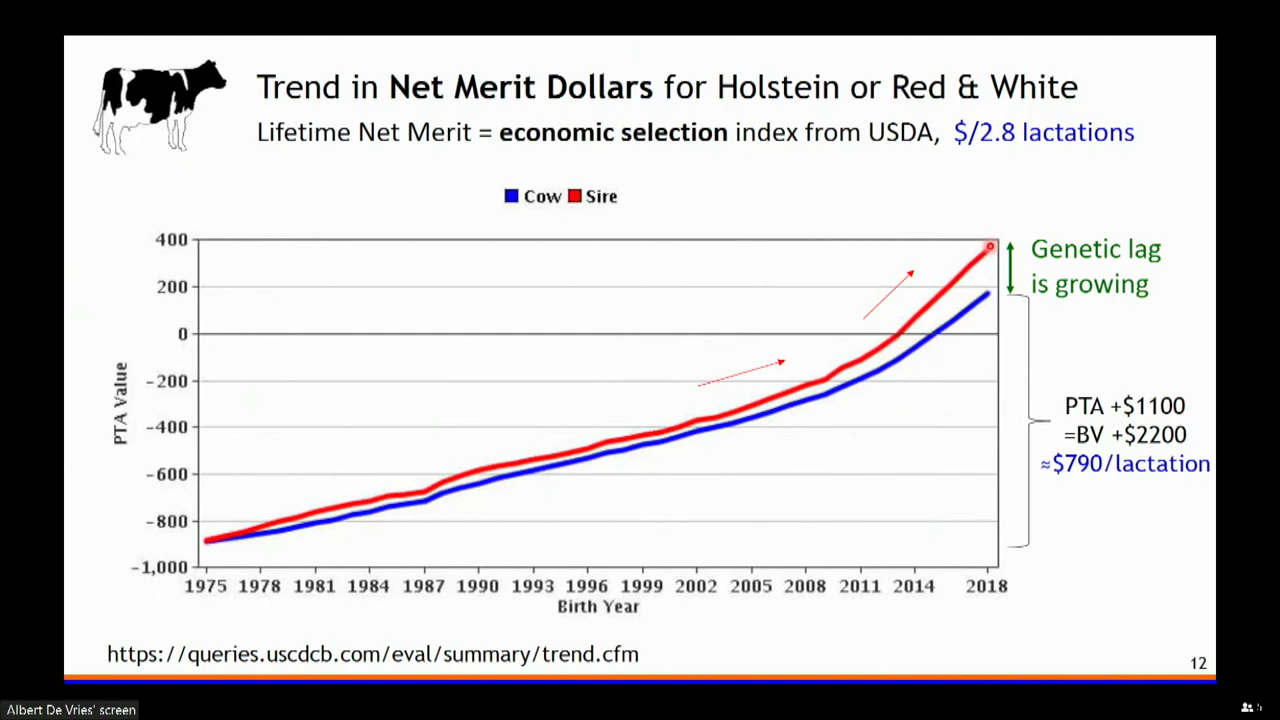 Trend in Net Merit Dollars for Holstein or Red & White
Lifetime Net Merit = economic selection index from USDA, $/2.8 lactations
Cow Sire
400
200
0
-200
-400
-600
-800
-1,000
PTA Value
1975 1978 1981 1984 1987 1990 1993 1996 1999 2002 2005 2008 2011 2014 2018
Birth Year
Genetic lag
is growing
PTA +$1100
=BV +$2200
≈$790/lactation
https://queries.uscdcb.com/eval/summary/trend.cfm
12
Albert De Vries' screen